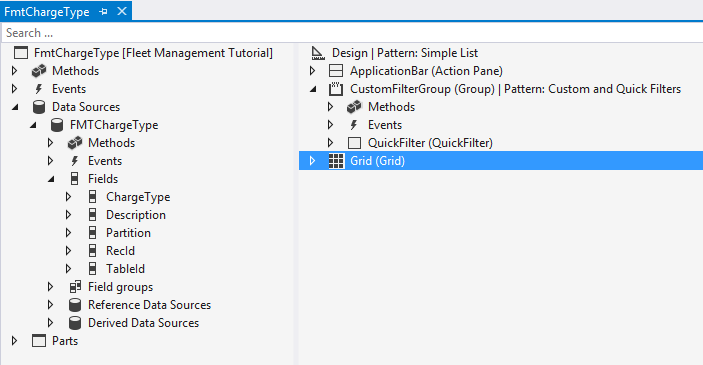 FmtChargeType
Search ...
FmtChargeType [Fleet Management Tutorial]
Methods
Events
Data Sources
FMTChargeType
Methods
Events
Fields
ChargeType
Description
Partition
RecId
TableId
Field groups
Reference Data Sources
Derived Data Sources
Parts
Design | Pattern: Simple List
ApplicationBar (Action Pane)
CustomFilterGroup (Group) | Pattern: Custom and Quick Filters
Methods
Events
QuickFilter (QuickFilter)
Grid (Grid)